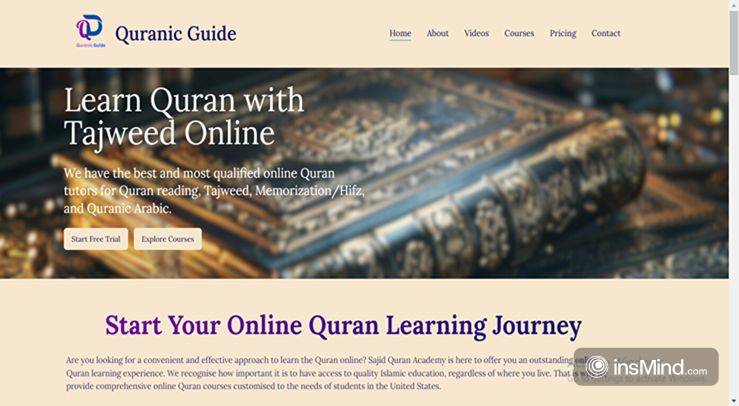 Quranic Guide
Quranic Guide
Home About Videos Courses Pricing Contact
Learn Quran with
Tajweed Online
We have the best and most qualified online Quran
tutors for Quran reading, Tajweed, Memorization/Hifz,
and Quranic Arabic.
Start Free Trial Explore Courses
Start Your Online Quran Learning Journey
Are you looking for a convenient and effective approach to learn the Quran online? Sajid Quran Academy is here to offer you an outstanding
Quran learning experience. We recognise how important it is to have access to quality Islamic education, regardless of where you live. That is
provide comprehensive online Quran courses customised to the needs of students in the United States.
insMind.com
to activate Windows.